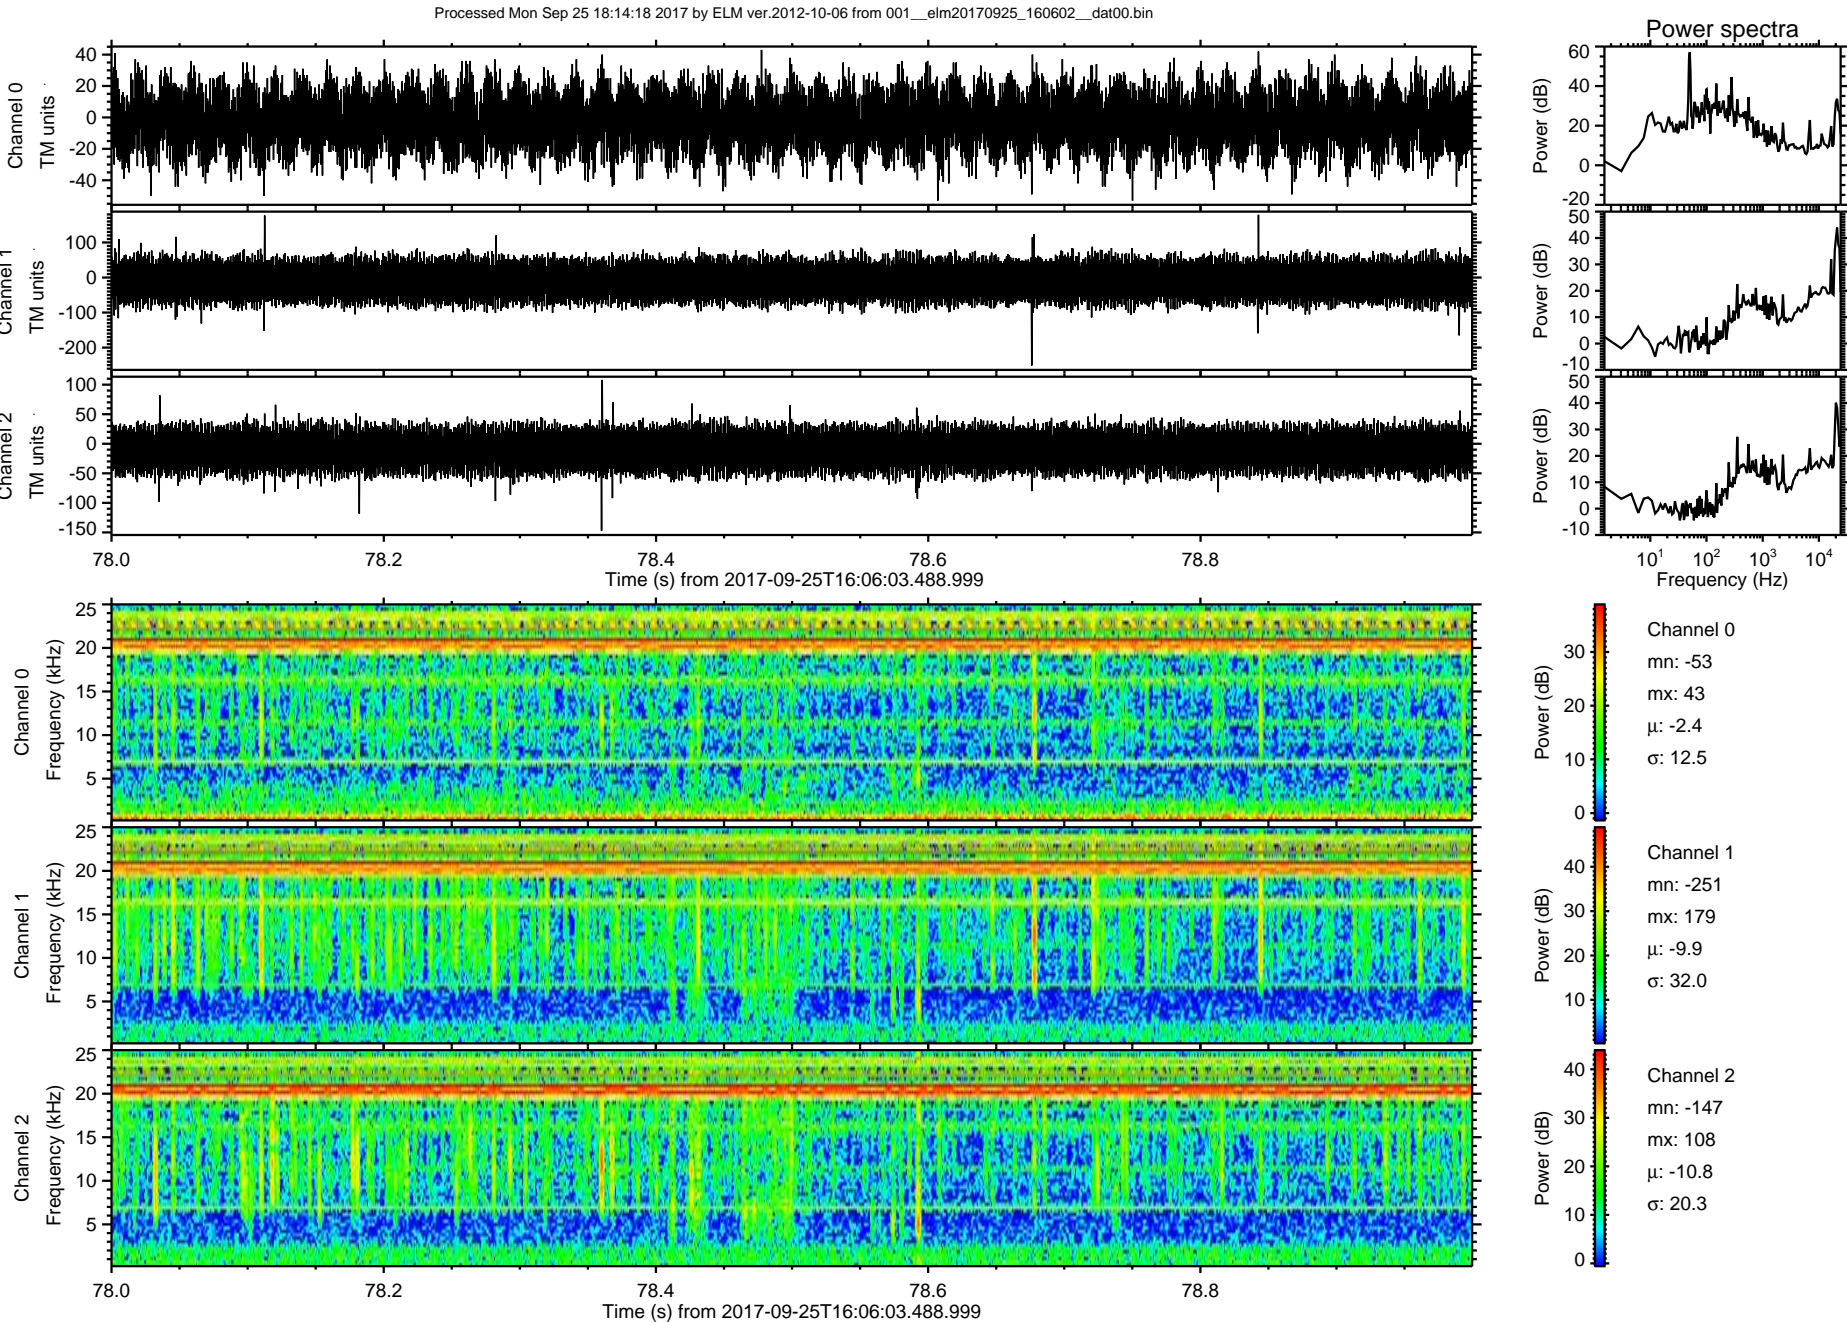 Processed Mon Sep 25 18:14:18 2017 by ELM ver.2012-10-06 from 001__elm20170925_160602__dat00.bin
Power spectra
Channel 0
TM units
40
20
0
-20
-40
Power (dB)
60
40
20
0
-20
Channel 1
TM units
100
0
-100
-200
Power (dB)
50
40
30
20
10
0
-10
Channel 2
TM units
100
50
0
-50
-100
-150
Power (dB)
50
40
30
20
10
0
-10
78.0 78.2 78.4 78.6 78.8
Time (s) from 2017-09-25T16:06:03.488.999
10^1 10^2 10^3 10^4
Frequency (Hz)
Channel 0
Frequency (kHz)
25
20
15
10
5
Power (dB)
30
20
10
0
Channel 0
mn: -53
mx: 43
μ: -2.4
σ: 12.5
Channel 1
Frequency (kHz)
25
20
15
10
5
Power (dB)
40
30
20
10
Channel 1
mn: -251
mx: 179
μ: -9.9
σ: 32.0
Channel 2
Frequency (kHz)
25
20
15
10
5
Power (dB)
40
30
20
10
0
Channel 2
mn: -147
mx: 108
μ: -10.8
σ: 20.3
78.0 78.2 78.4 78.6 78.8
Time (s) from 2017-09-25T16:06:03.488.999